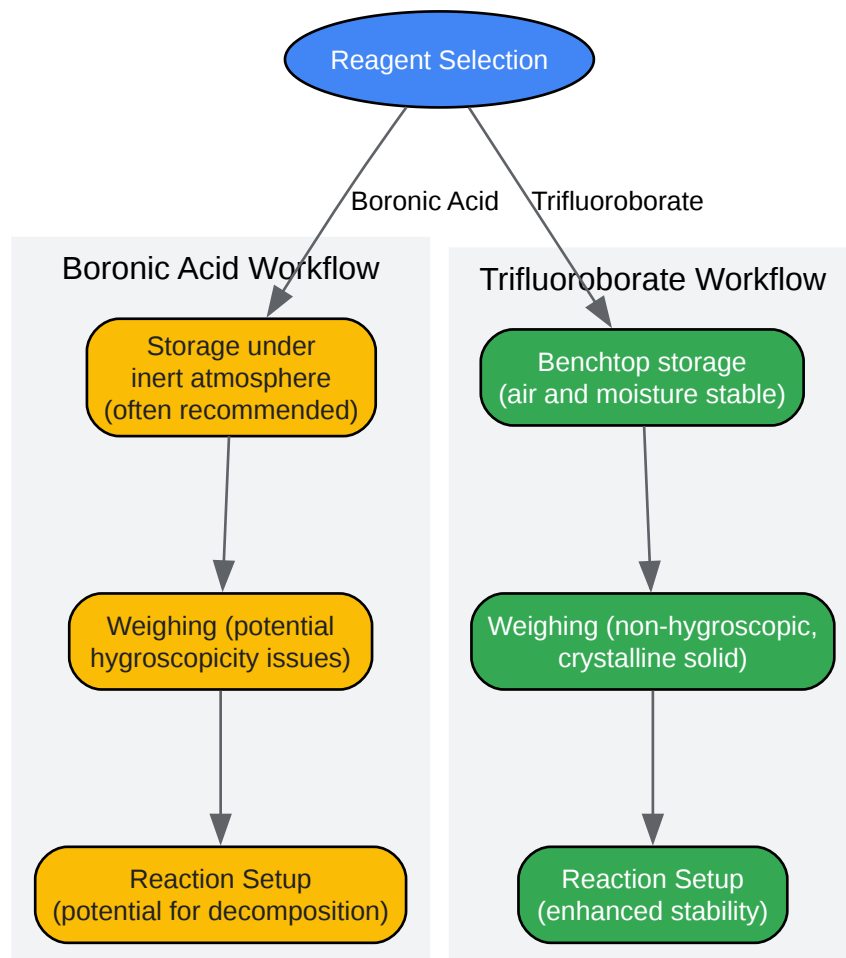 Reagent Selection
Boronic Acid
Trifluoroborate
Boronic Acid Workflow
Storage under
inert atmosphere
(often recommended)
Weighing (potential
hygroscopicity issues)
Reaction Setup
(potential for decomposition)
Trifluoroborate Workflow
Benchtop storage
(air and moisture stable)
Weighing (non-hygroscopic,
crystalline solid)
Reaction Setup
(enhanced stability)